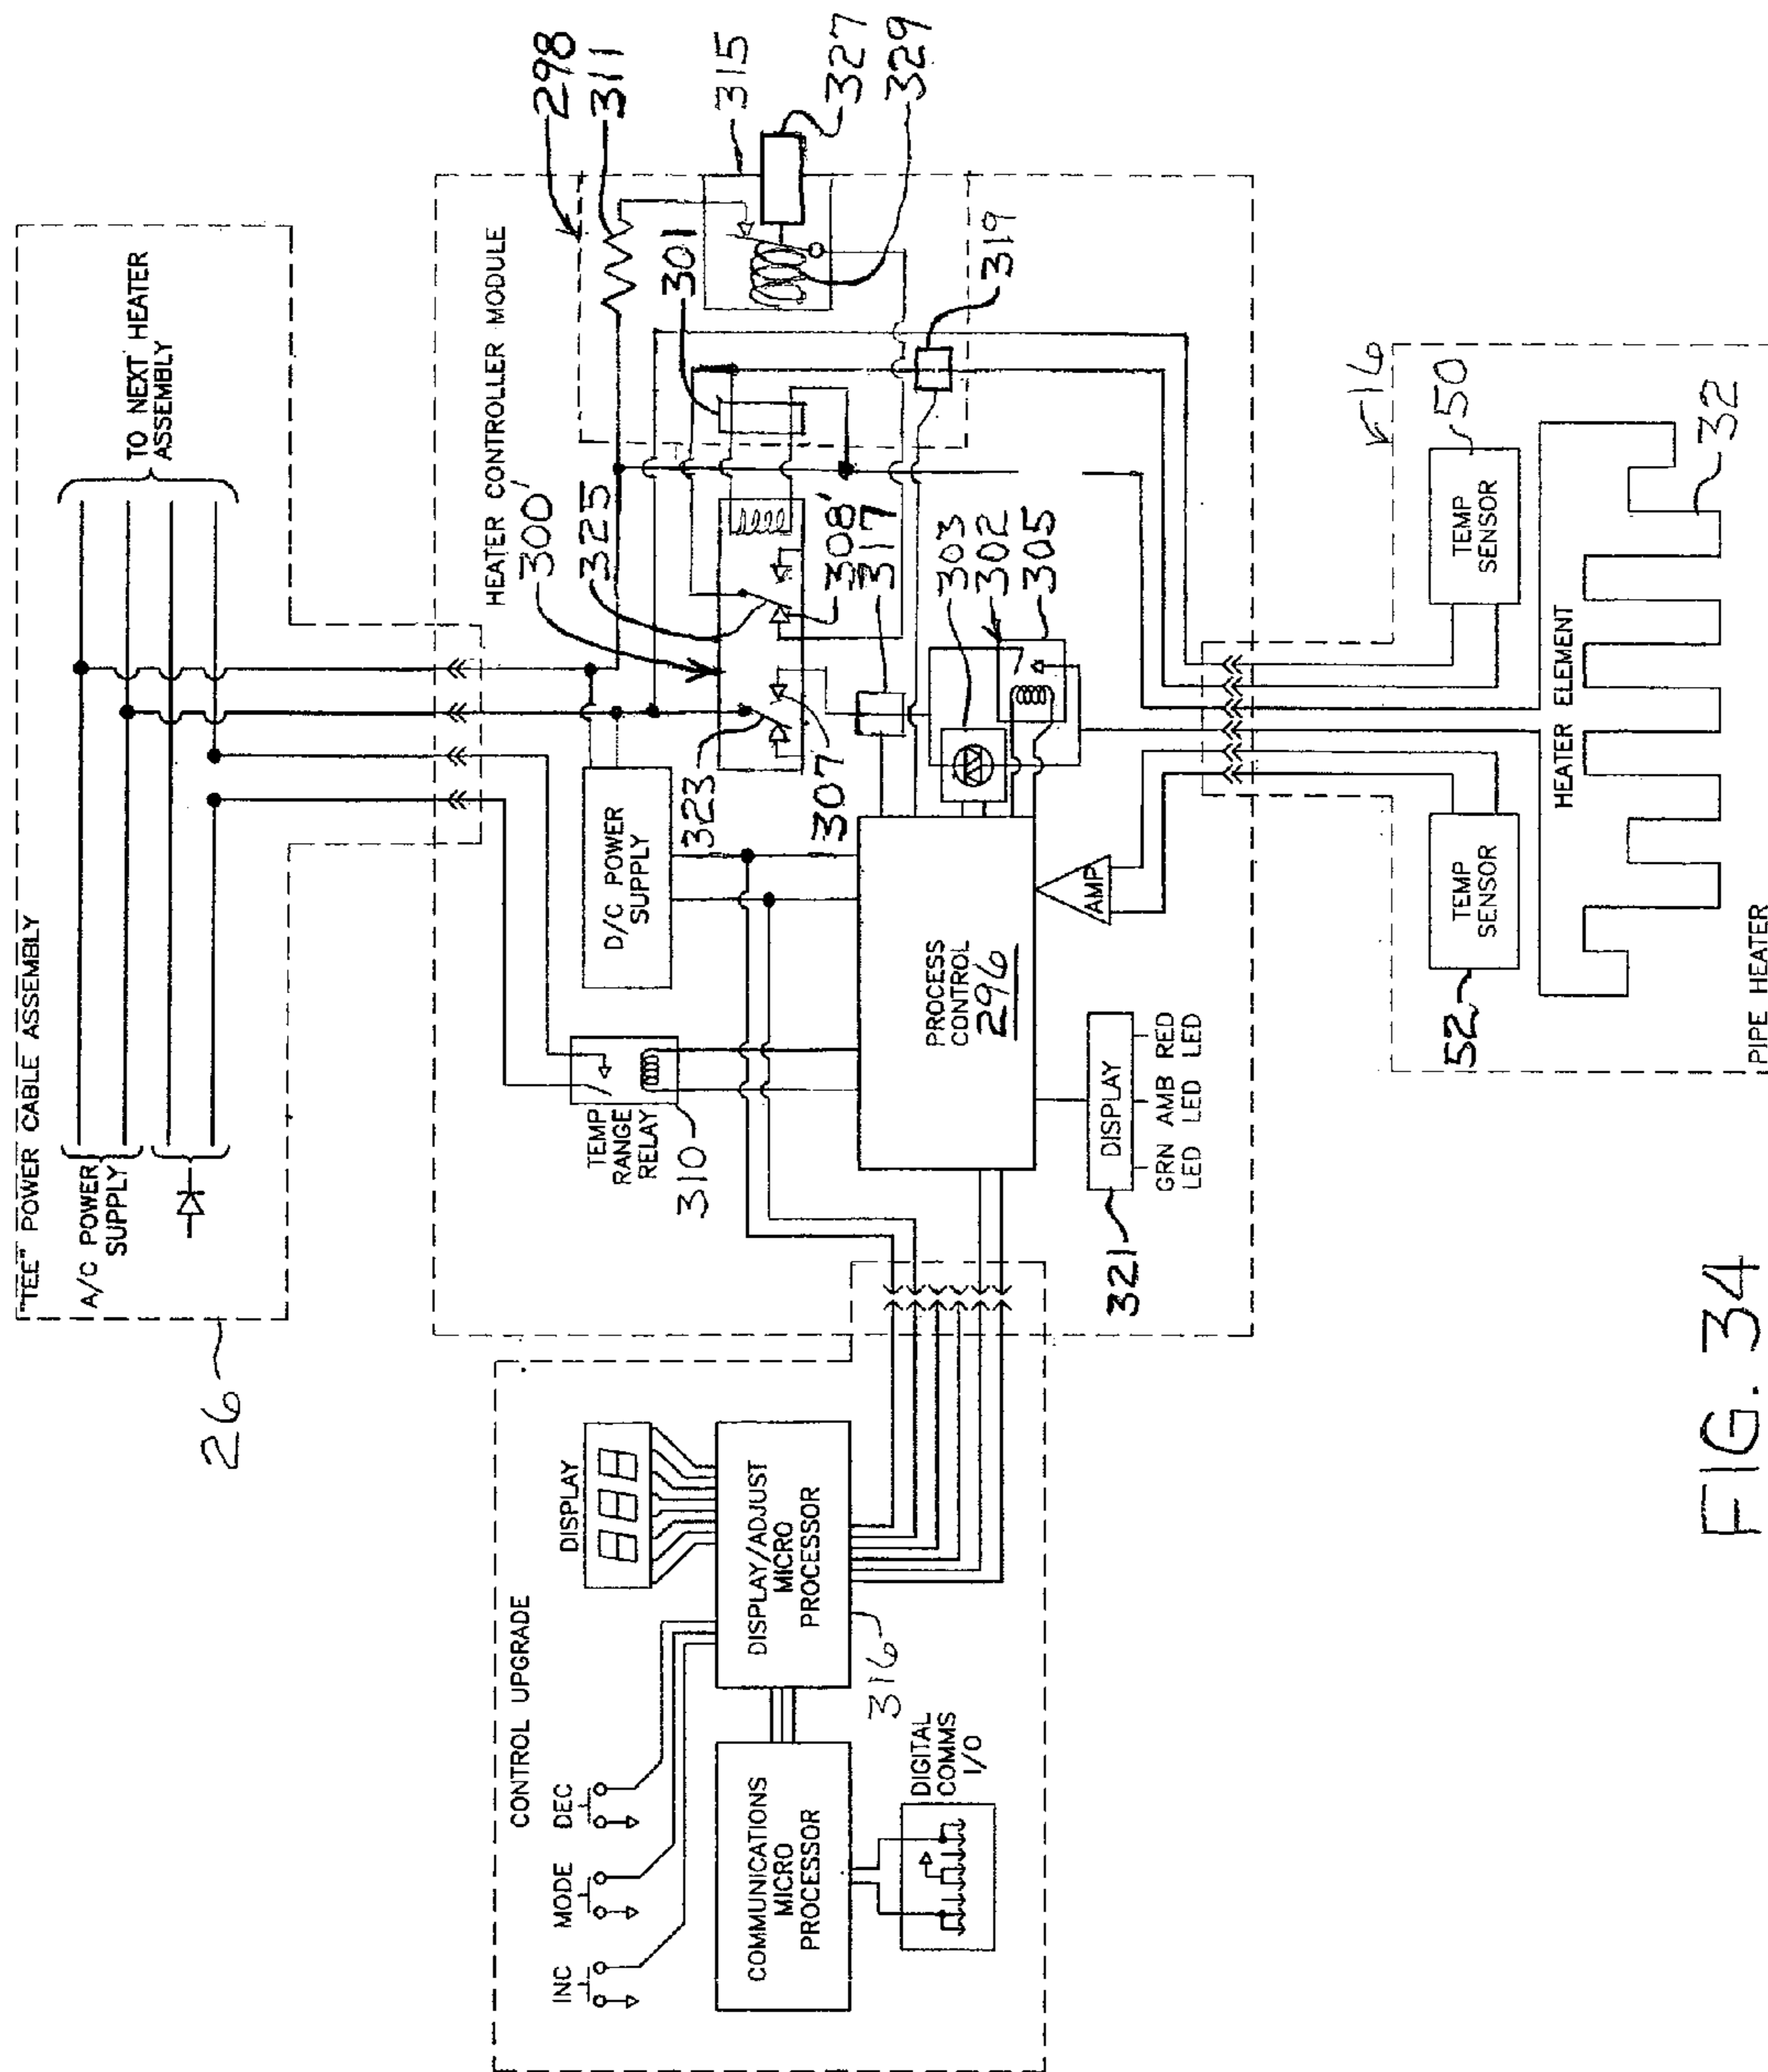 "TEE" POWER CABLE ASSEMBLY
A/C POWER
SUPPLY
TO NEXT HEATER
ASSEMBLY
26
HEATER CONTROLLER MODULE
298
311
315
327
329
300'
325
301
308'
317
319
323
307
303
302
305
D/C POWER
SUPPLY
TEMP
RANGE
RELAY
310
PROCESS
CONTROL
296
AMP
DISPLAY
321
GRN AMB RED
LED LED LED
CONTROL UPGRADE
INC
MODE
DEC
DISPLAY
DISPLAY/ADJUST
MICRO
PROCESSOR
316
COMMUNICATIONS
MICRO
PROCESSOR
DIGITAL
COMMS
I/O
16
TEMP
SENSOR
50
HEATER ELEMENT
32
TEMP
SENSOR
52
PIPE HEATER
FIG. 34